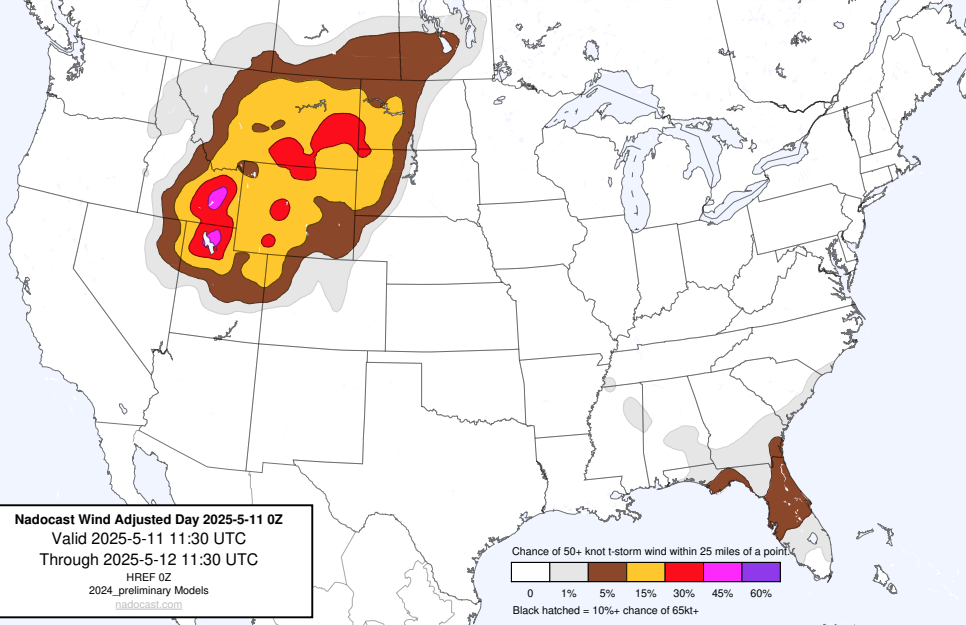 Nadocast Wind Adjusted Day 2025-5-11 0Z
Valid 2025-5-11 11:30 UTC
Through 2025-5-12 11:30 UTC
HREF 0Z
2024_preliminary Models
nadocast.com
Chance of 50+ knot t-storm wind within 25 miles of a point.
0 1% 5% 15% 30% 45% 60%
Black hatched = 10%+ chance of 65kt+